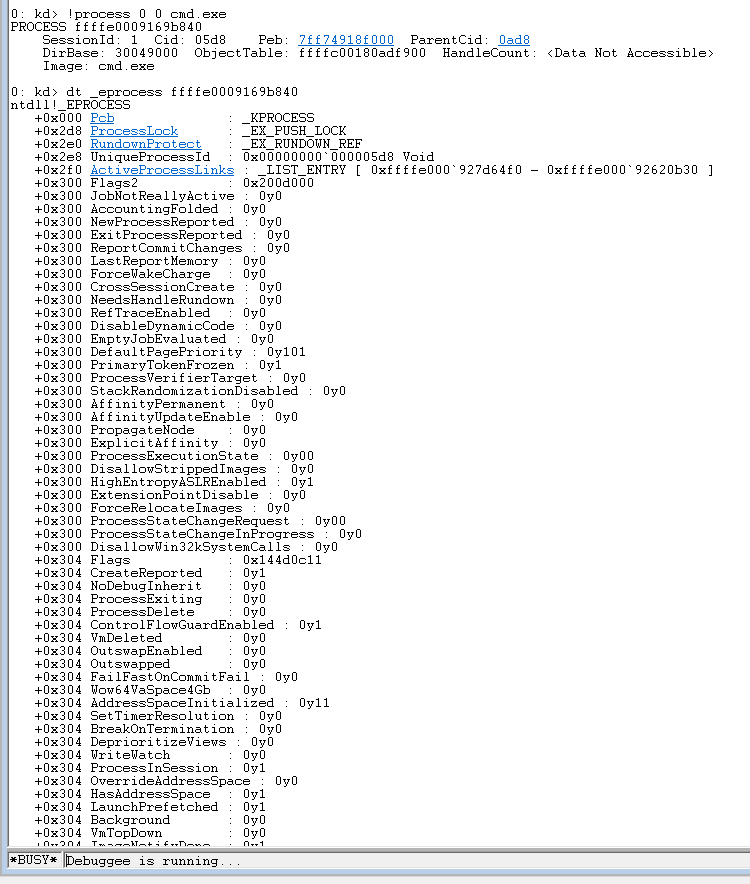 0: kd> !process 0 0 cmd.exe
PROCESS ffffe0009169b840
    SessionId: 1  Cid: 05d8    Peb: 7ff74918f000  ParentCid: 0ad8
    DirBase: 30049000  ObjectTable: ffffc00180adf900  HandleCount: <Data Not Accessible>
    Image: cmd.exe

0: kd> dt _eprocess ffffe0009169b840
ntdll!_EPROCESS
   +0x000 Pcb              : _KPROCESS
   +0x2d8 ProcessLock      : _EX_PUSH_LOCK
   +0x2e0 RundownProtect   : _EX_RUNDOWN_REF
   +0x2e8 UniqueProcessId  : 0x00000000`000005d8 Void
   +0x2f0 ActiveProcessLinks : _LIST_ENTRY [ 0xffffe000`927d64f0 - 0xffffe000`92620b30 ]
   +0x300 Flags2           : 0x200d000
   +0x300 JobNotReallyActive : 0y0
   +0x300 AccountingFolded : 0y0
   +0x300 NewProcessReported : 0y0
   +0x300 ExitProcessReported : 0y0
   +0x300 ReportCommitChanges : 0y0
   +0x300 LastReportMemory : 0y0
   +0x300 ForceWakeCharge  : 0y0
   +0x300 CrossSessionCreate : 0y0
   +0x300 NeedsHandleRundown : 0y0
   +0x300 RefTraceEnabled  : 0y0
   +0x300 DisableDynamicCode : 0y0
   +0x300 EmptyJobEvaluated : 0y0
   +0x300 DefaultPagePriority : 0y101
   +0x300 PrimaryTokenFrozen : 0y1
   +0x300 ProcessVerifierTarget : 0y0
   +0x300 StackRandomizationDisabled : 0y0
   +0x300 AffinityPermanent : 0y0
   +0x300 AffinityUpdateEnable : 0y0
   +0x300 PropagateNode    : 0y0
   +0x300 ExplicitAffinity : 0y0
   +0x300 ProcessExecutionState : 0y00
   +0x300 DisallowStrippedImages : 0y0
   +0x300 HighEntropyASLREnabled : 0y1
   +0x300 ExtensionPointDisable : 0y0
   +0x300 ForceRelocateImages : 0y0
   +0x300 ProcessStateChangeRequest : 0y00
   +0x300 ProcessStateChangeInProgress : 0y0
   +0x300 DisallowWin32kSystemCalls : 0y0
   +0x304 Flags            : 0x144d0c11
   +0x304 CreateReported   : 0y1
   +0x304 NoDebugInherit   : 0y0
   +0x304 ProcessExiting   : 0y0
   +0x304 ProcessDelete    : 0y0
   +0x304 ControlFlowGuardEnabled : 0y1
   +0x304 VmDeleted        : 0y0
   +0x304 OutswapEnabled   : 0y0
   +0x304 Outswapped       : 0y0
   +0x304 FailFastOnCommitFail : 0y0
   +0x304 Wow64VaSpace4Gb  : 0y0
   +0x304 AddressSpaceInitialized : 0y11
   +0x304 SetTimerResolution : 0y0
   +0x304 BreakOnTermination : 0y0
   +0x304 DeprioritizeViews : 0y0
   +0x304 WriteWatch       : 0y0
   +0x304 ProcessInSession : 0y1
   +0x304 OverrideAddressSpace : 0y0
   +0x304 HasAddressSpace  : 0y1
   +0x304 LaunchPrefetched : 0y1
   +0x304 Background       : 0y0
   +0x304 VmTopDown        : 0y0
   +0x304 ImageNotifyDone  : 0y1
*BUSY* Debuggee is running...